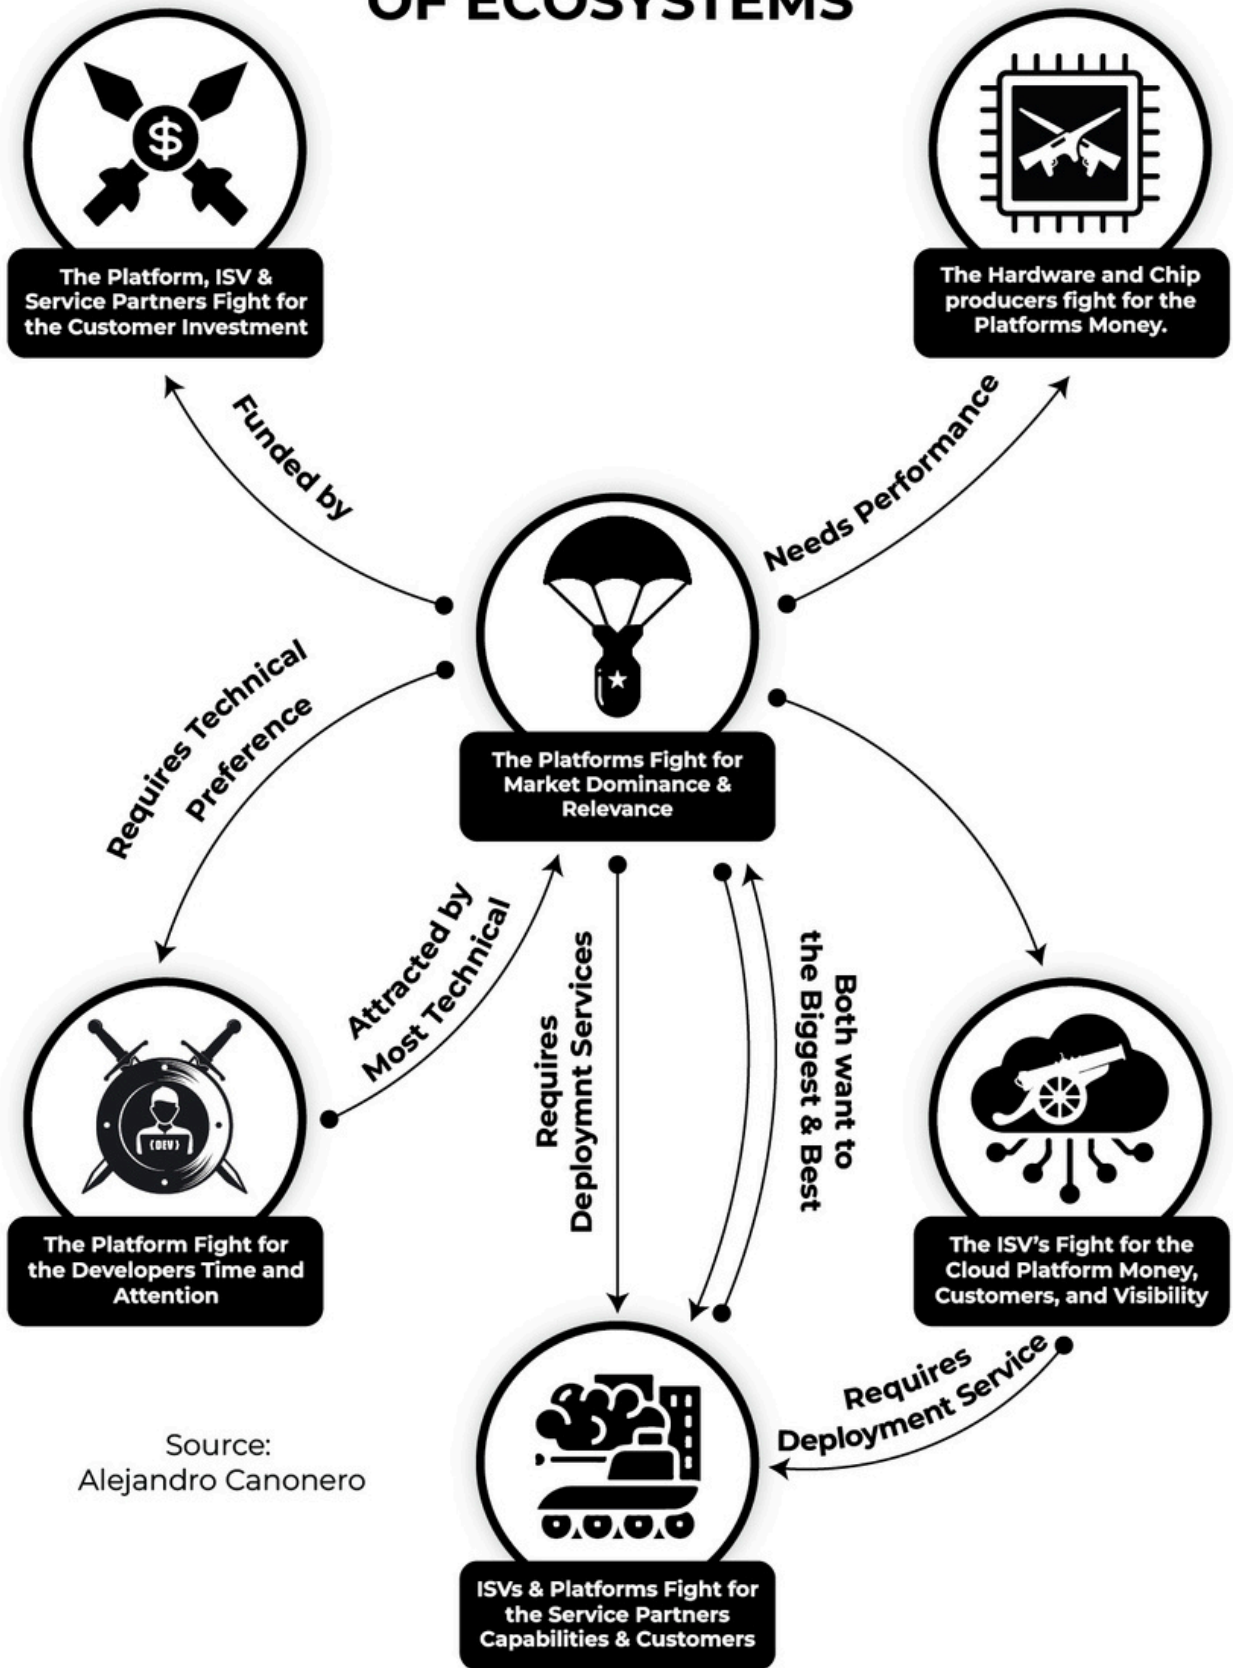 OF ECOSYSTEMS
$
The Platform, ISV &
Service Partners Fight for
the Customer Investment
The Hardware and Chip
producers fight for the
Platforms Money.
Funded by
Needs Performance
The Platforms Fight for
Market Dominance &
Relevance
Requires Technical
Preference
Attracted by
Most Technical
Requires
Deploymnt Services
Both want to
the Biggest & Best
{DEV}
The Platform Fight for
the Developers Time and
Attention
The ISV's Fight for the
Cloud Platform Money,
Customers, and Visibility
Requires
Deployment Service
Source:
Alejandro Canonero
ISVs & Platforms Fight for
the Service Partners
Capabilities & Customers